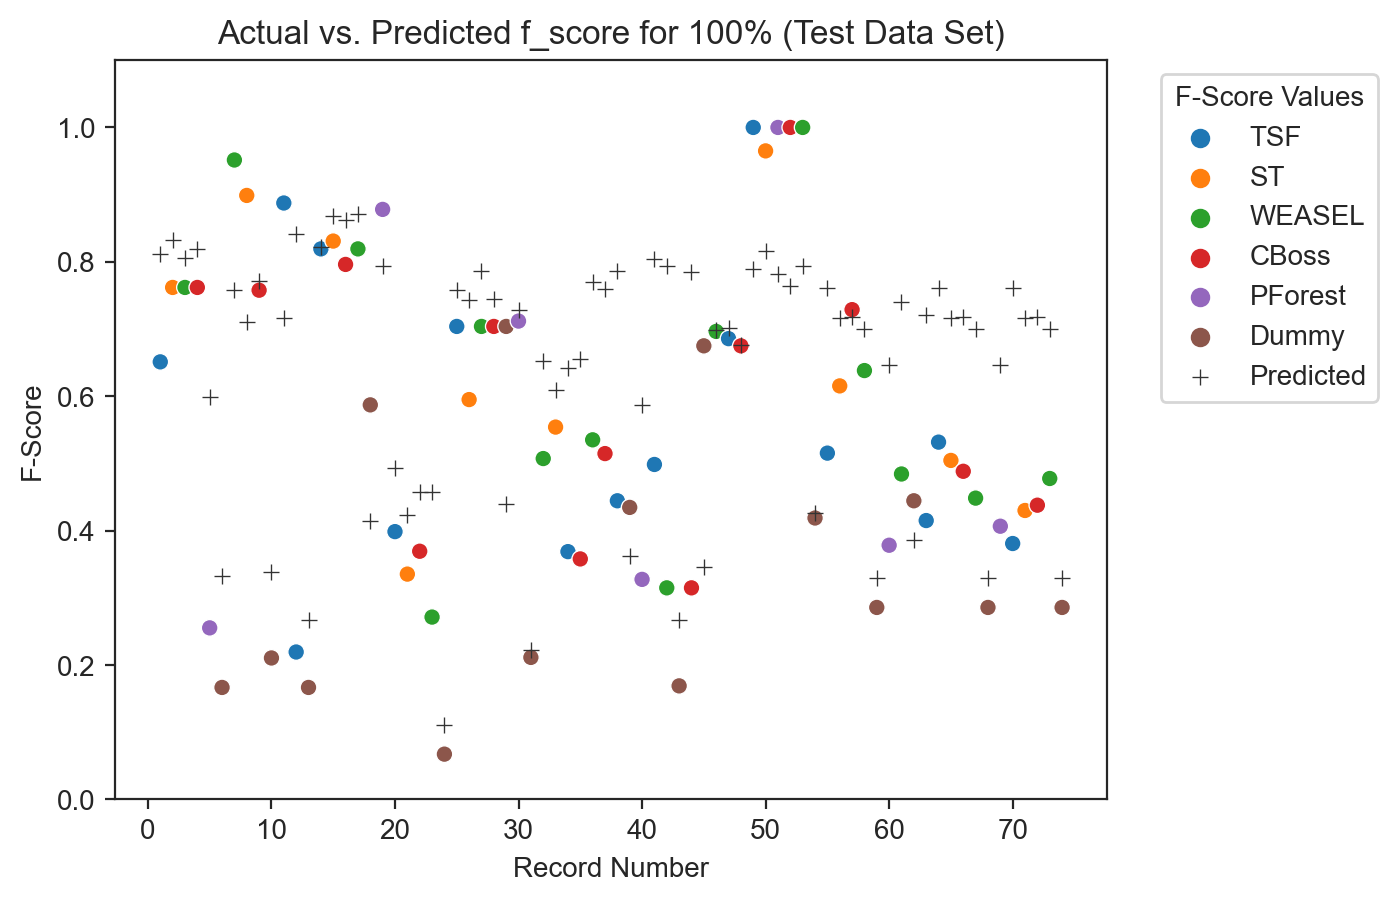 Actual vs. Predicted f_score for 100% (Test Data Set)
F-Score Values
TSF
ST
WEASEL
CBoss
PForest
Dummy
Predicted
1.0
0.8
0.6
0.4
0.2
0.0
F-Score
0 10 20 30 40 50 60 70
Record Number